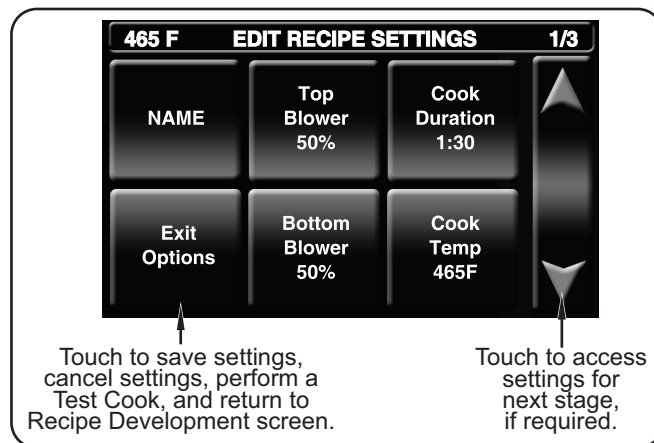 465 F EDIT RECIPE SETTINGS 1/3
NAME
Top
Blower
50%
Cook
Duration
1:30
Exit
Options
Bottom
Blower
50%
Cook
Temp
465F
Touch to save settings,
cancel settings, perform a
Test Cook, and return to
Recipe Development screen.
Touch to access
settings for
next stage,
if required.